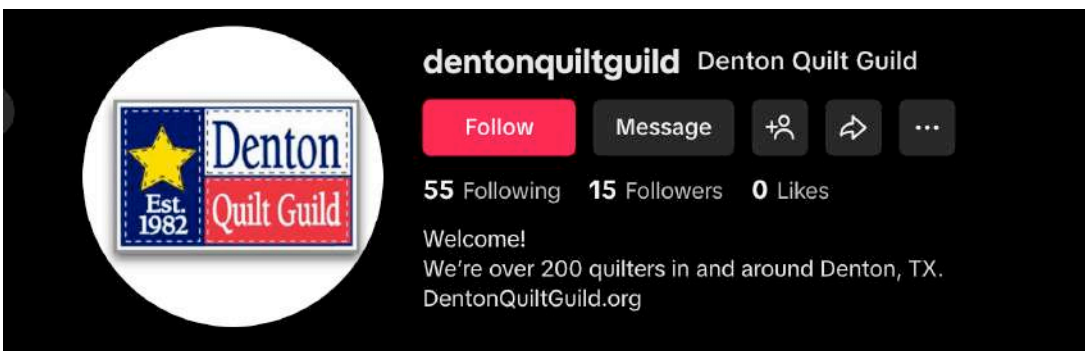 Denton
Quilt Guild
Est.
1982
dentonquiltguild Denton Quilt Guild
Follow Message
55 Following 15 Followers 0 Likes
Welcome!
We're over 200 quilters in and around Denton, TX.
DentonQuiltGuild.org